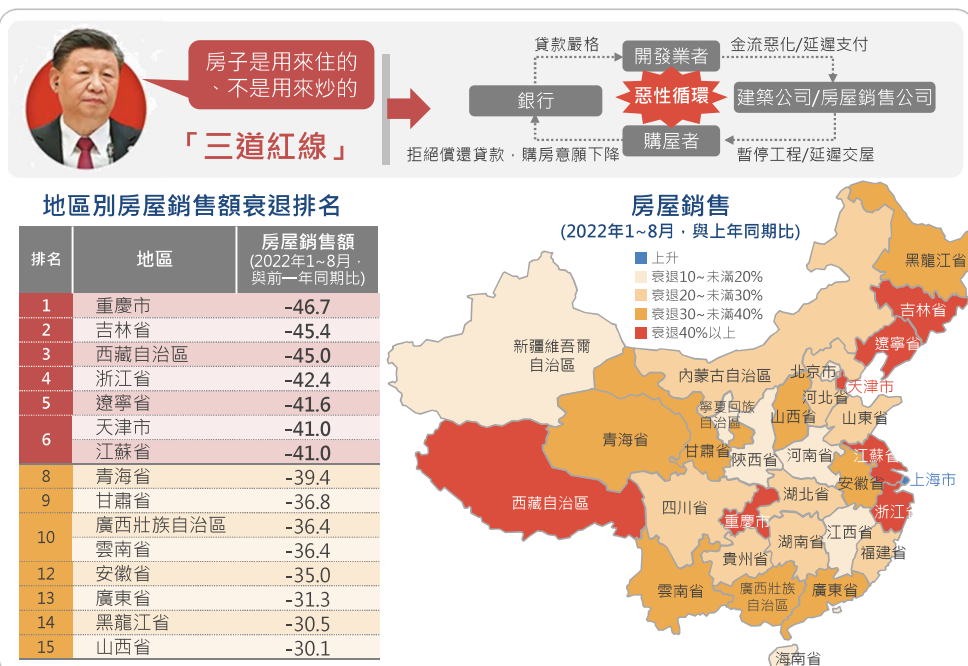 房子是用來住的
、不是用來炒的
「三道紅線」
貸款嚴格
開發業者
金流惡化/延遲支付
銀行
惡性循環
建築公司/房屋銷售公司
購屋者
拒絕償還貸款，購房意願下降
暫停工程/延遲交屋
地區別房屋銷售額衰退排名
排名
地區
房屋銷售額
(2022年1~8月，
與前一年同期比)
1 重慶市 -46.7
2 吉林省 -45.4
3 西藏自治區 -45.0
4 浙江省 -42.4
5 遼寧省 -41.6
6 天津市 -41.0
江蘇省 -41.0
8 青海省 -39.4
9 甘肅省 -36.8
10 廣西壯族自治區 -36.4
雲南省 -36.4
12 安徽省 -35.0
13 廣東省 -31.3
14 黑龍江省 -30.5
15 山西省 -30.1
房屋銷售
(2022年1~8月，與上年同期比)
上升
衰退10~未滿20%
衰退20~未滿30%
衰退30~未滿40%
衰退40%以上
黑龍江省
吉林省
遼寧省
新疆維吾爾
自治區
內蒙古自治區
北京市
天津市
河北省
寧夏回族
自治區
山西省
山東省
青海省
甘肅省
陝西省
河南省
江蘇省
安徽省
上海市
西藏自治區
四川省
湖北省
浙江省
重慶市
湖南省
江西省
福建省
貴州省
雲南省
廣西壯族
自治區
廣東省
海南省